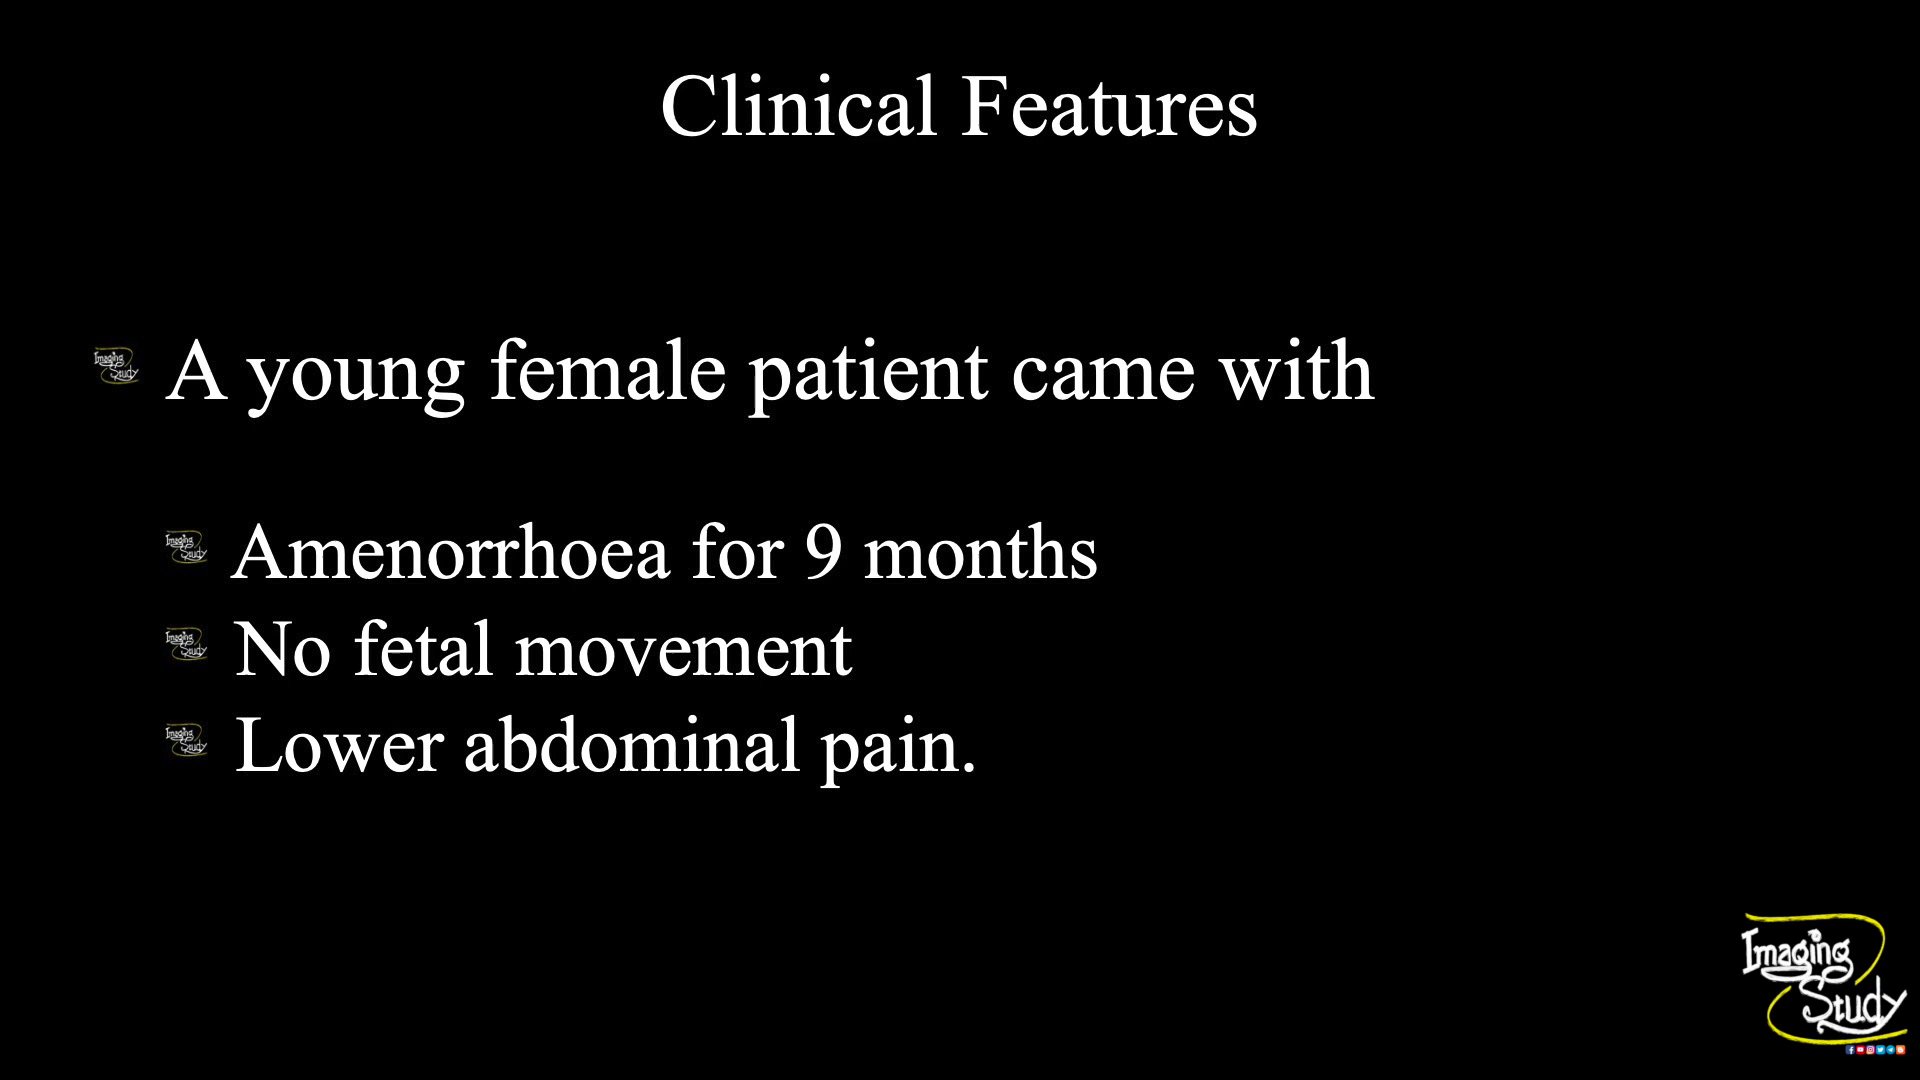 Clinical Features
A young female patient came with
Amenorrhoea for 9 months
No fetal movement
Lower abdominal pain.
Imaging
Study